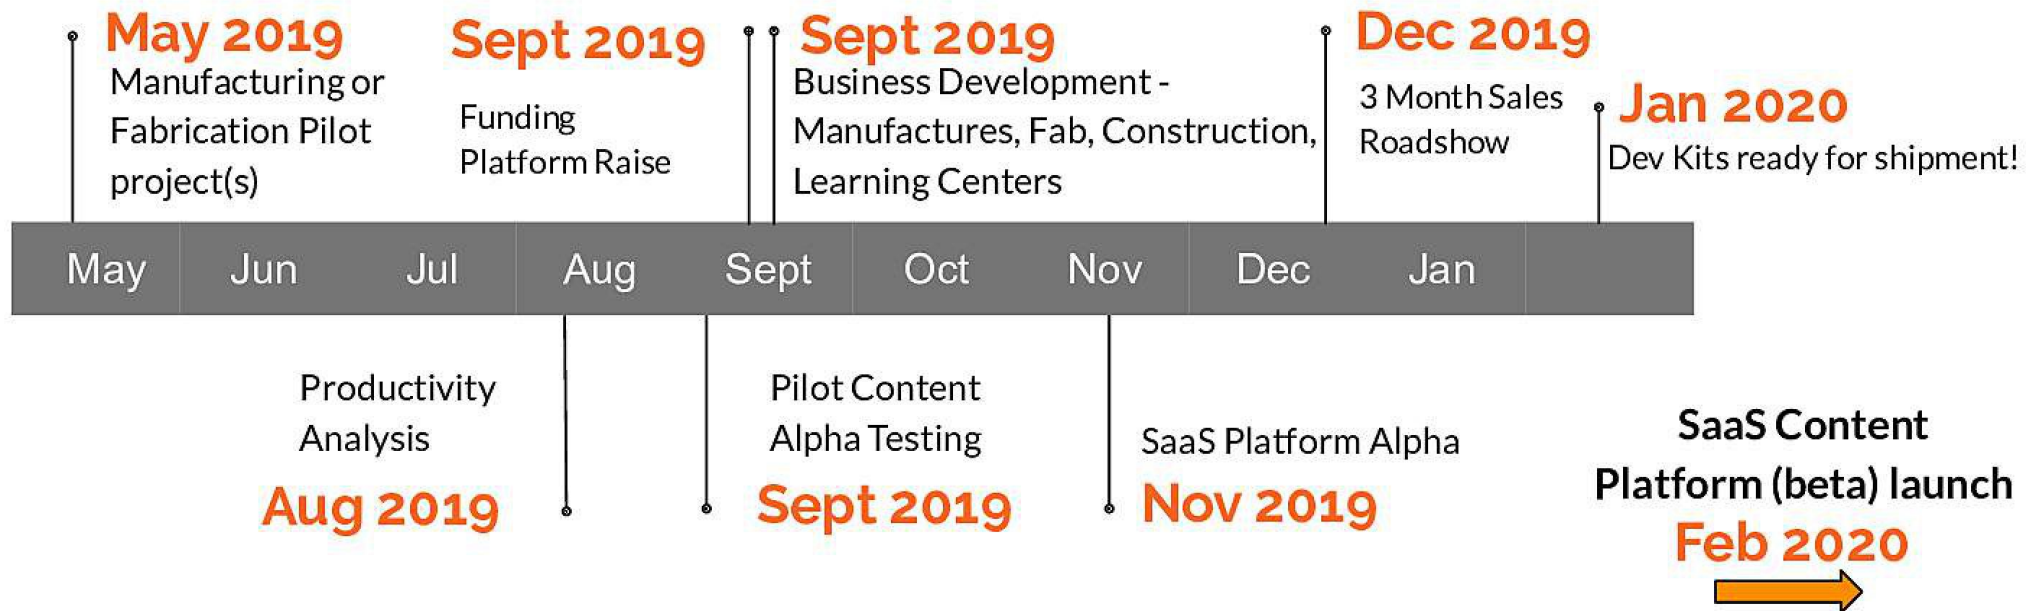 May 2019
Manufacturing or
Fabrication Pilot
project(s)
Sept 2019
Funding
Platform Raise
Sept 2019
Business Development -
Manufactures, Fab, Construction,
Learning Centers
Dec 2019
3 Month Sales
Roadshow
Jan 2020
Dev Kits ready for shipment!
May Jun Jul Aug Sept Oct Nov Dec Jan
Productivity
Analysis
Aug 2019
Pilot Content
Alpha Testing
Sept 2019
SaaS Platform Alpha
Nov 2019
SaaS Content
Platform (beta) launch
Feb 2020